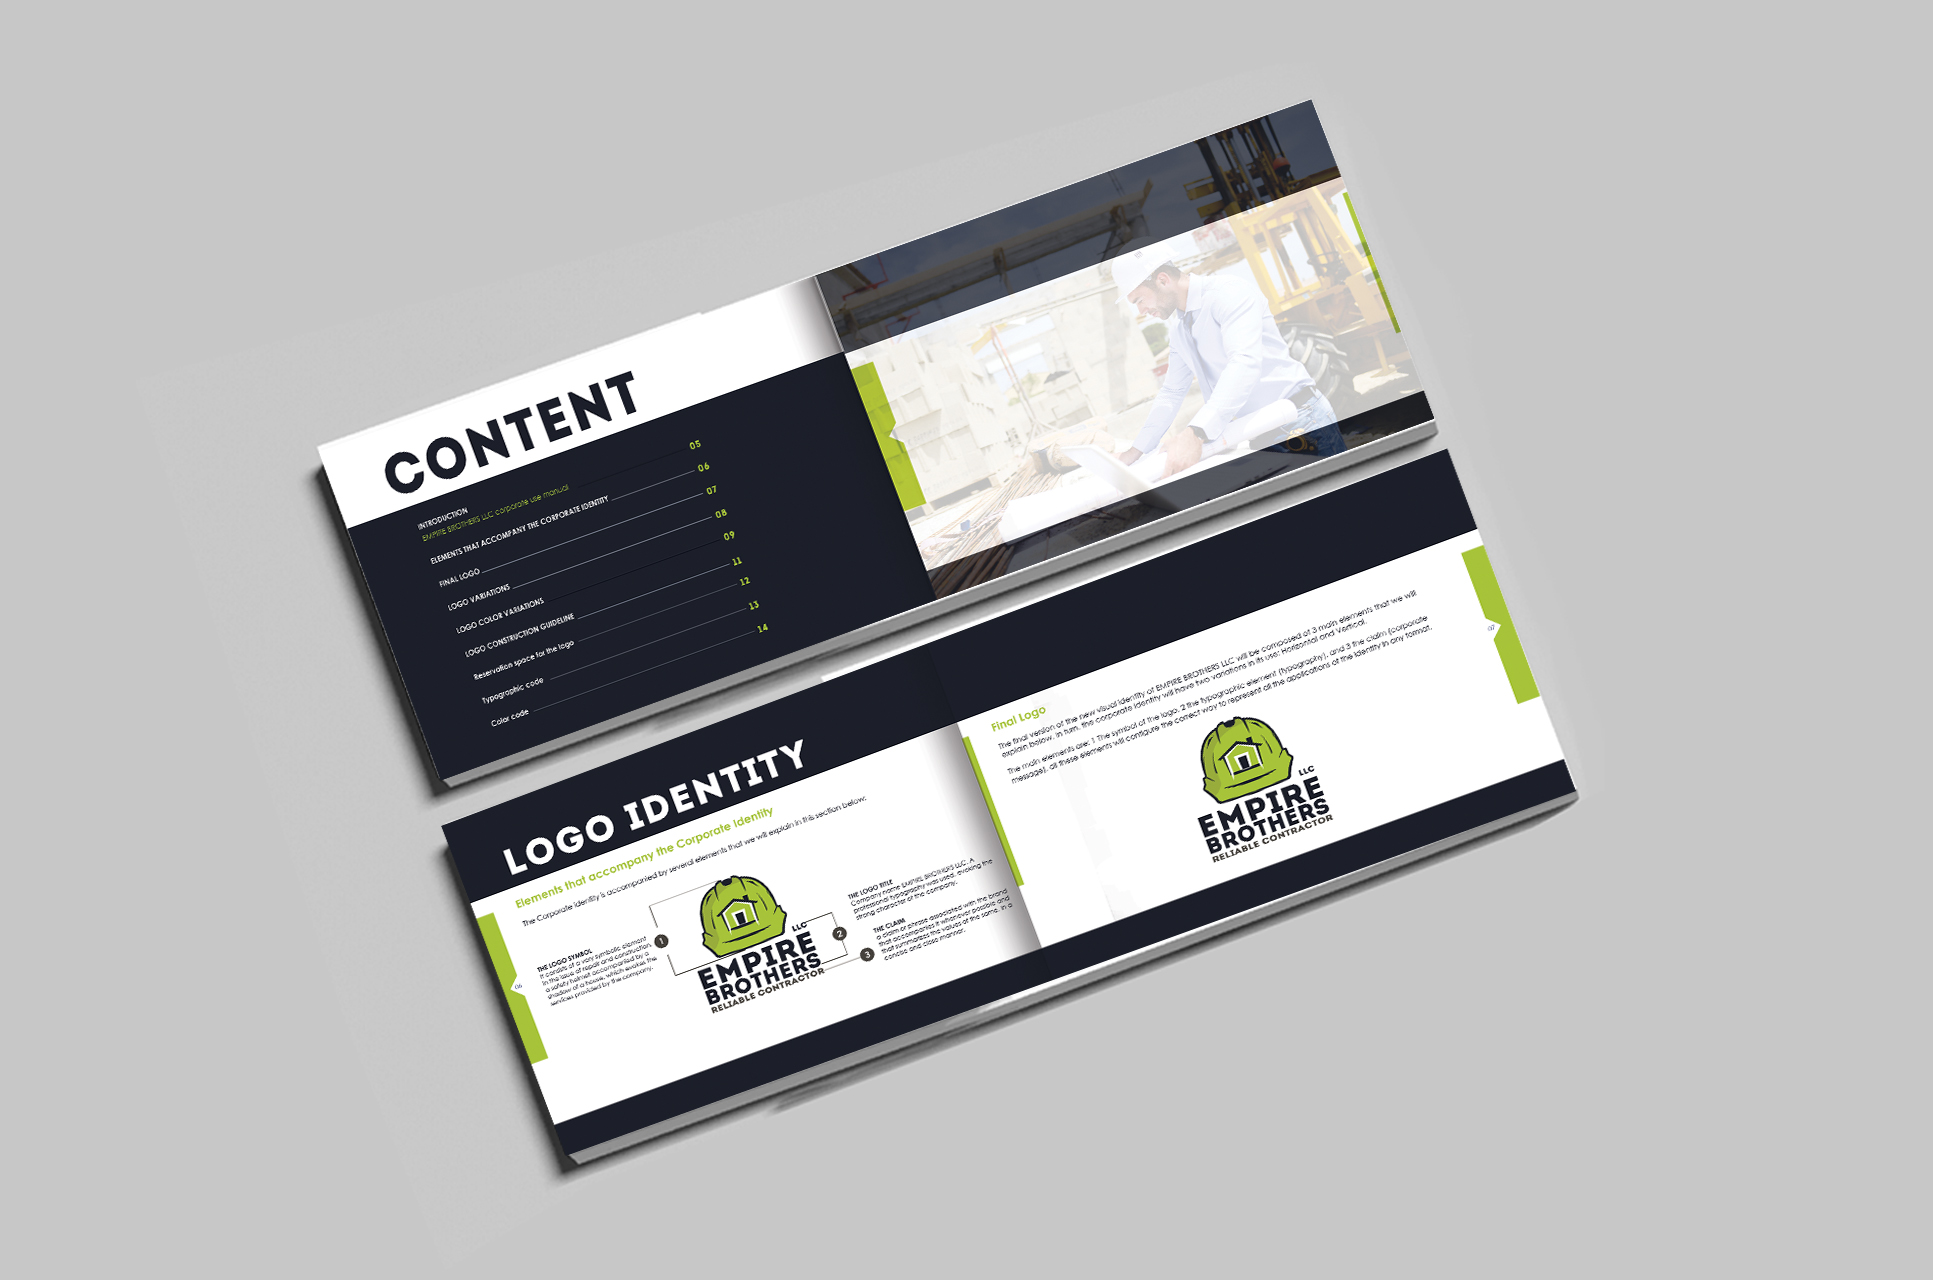 CONTENT
INTRODUCTION
EMPIRE BROTHERS LLC corporate use manual 05
ELEMENTS THAT ACCOMPANY THE CORPORATE IDENTITY 06
FINAL LOGO 07
LOGO VARIATIONS 08
LOGO COLOR VARIATIONS 09
LOGO CONSTRUCTION GUIDELINE 11
Reservation space for the logo 12
Typographic code 13
Color code 14
LOGO IDENTITY
Elements that accompany the Corporate Identity
The Corporate Identity is accompanied by several elements that we will explain in this section below:
06
THE LOGO SYMBOL
It consists of a very symbolic element
in the issue of repair and construction
a safety helmet accompanied by a
shadow of a house, which evokes the
services provided by the company.
1
LLC
EMPIRE
BROTHERS
RELIABLE CONTRACTOR
2
3
THE LOGO TITLE
Company name EMPIRE BROTHERS LLC. A
professional typography was used, evoking the
strong character of the company.
THE CLAIM
a claim or phrase associated with the brand
that accompanies it whenever possible and
that summarizes the values of the same, in a
concise and close manner.
Final Logo
The final version of the new visual identity of EMPIRE BROTHERS LLC will be composed of 3 main elements that we will
explain below. In turn, the corporate identity will have two variations in its use: Horizontal and Vertical.
The main elements are: 1 The symbol of the logo, 2 the typographic element (typography), and 3 the claim (corporate
message), all these elements will configure the correct way to represent all the applications of the identity in any format.
LLC
EMPIRE
BROTHERS
RELIABLE CONTRACTOR
07